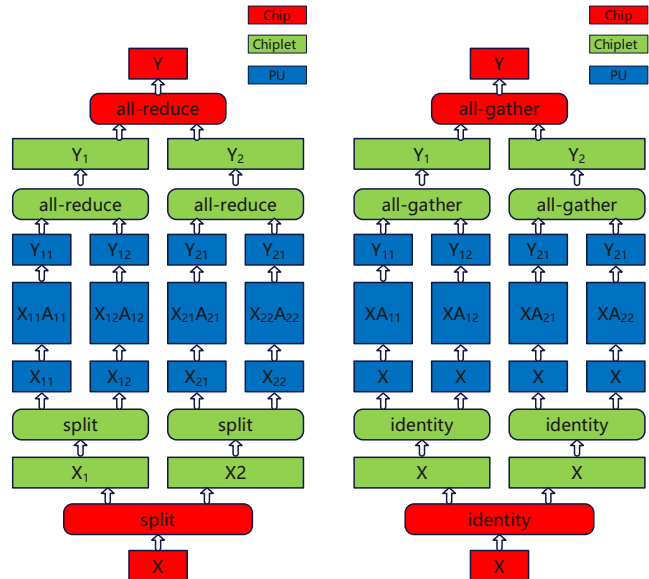 Chip
Chiplet
PU
Y
all-reduce
Y₁ Y₂
all-reduce all-reduce
Y₁₁ Y₁₂ Y₂₁ Y₂₁
X₁₁A₁₁ X₁₂A₁₂ X₂₁A₂₁ X₂₂A₂₂
X₁₁ X₁₂ X₂₁ X₂₂
split split
X₁ X2
split
X
Chip
Chiplet
PU
Y
all-gather
Y₁ Y₂
all-gather all-gather
Y₁₁ Y₁₂ Y₂₁ Y₂₁
XA₁₁ XA₁₂ XA₂₁ XA₂₂
X X X X
identity identity
X X
identity
X